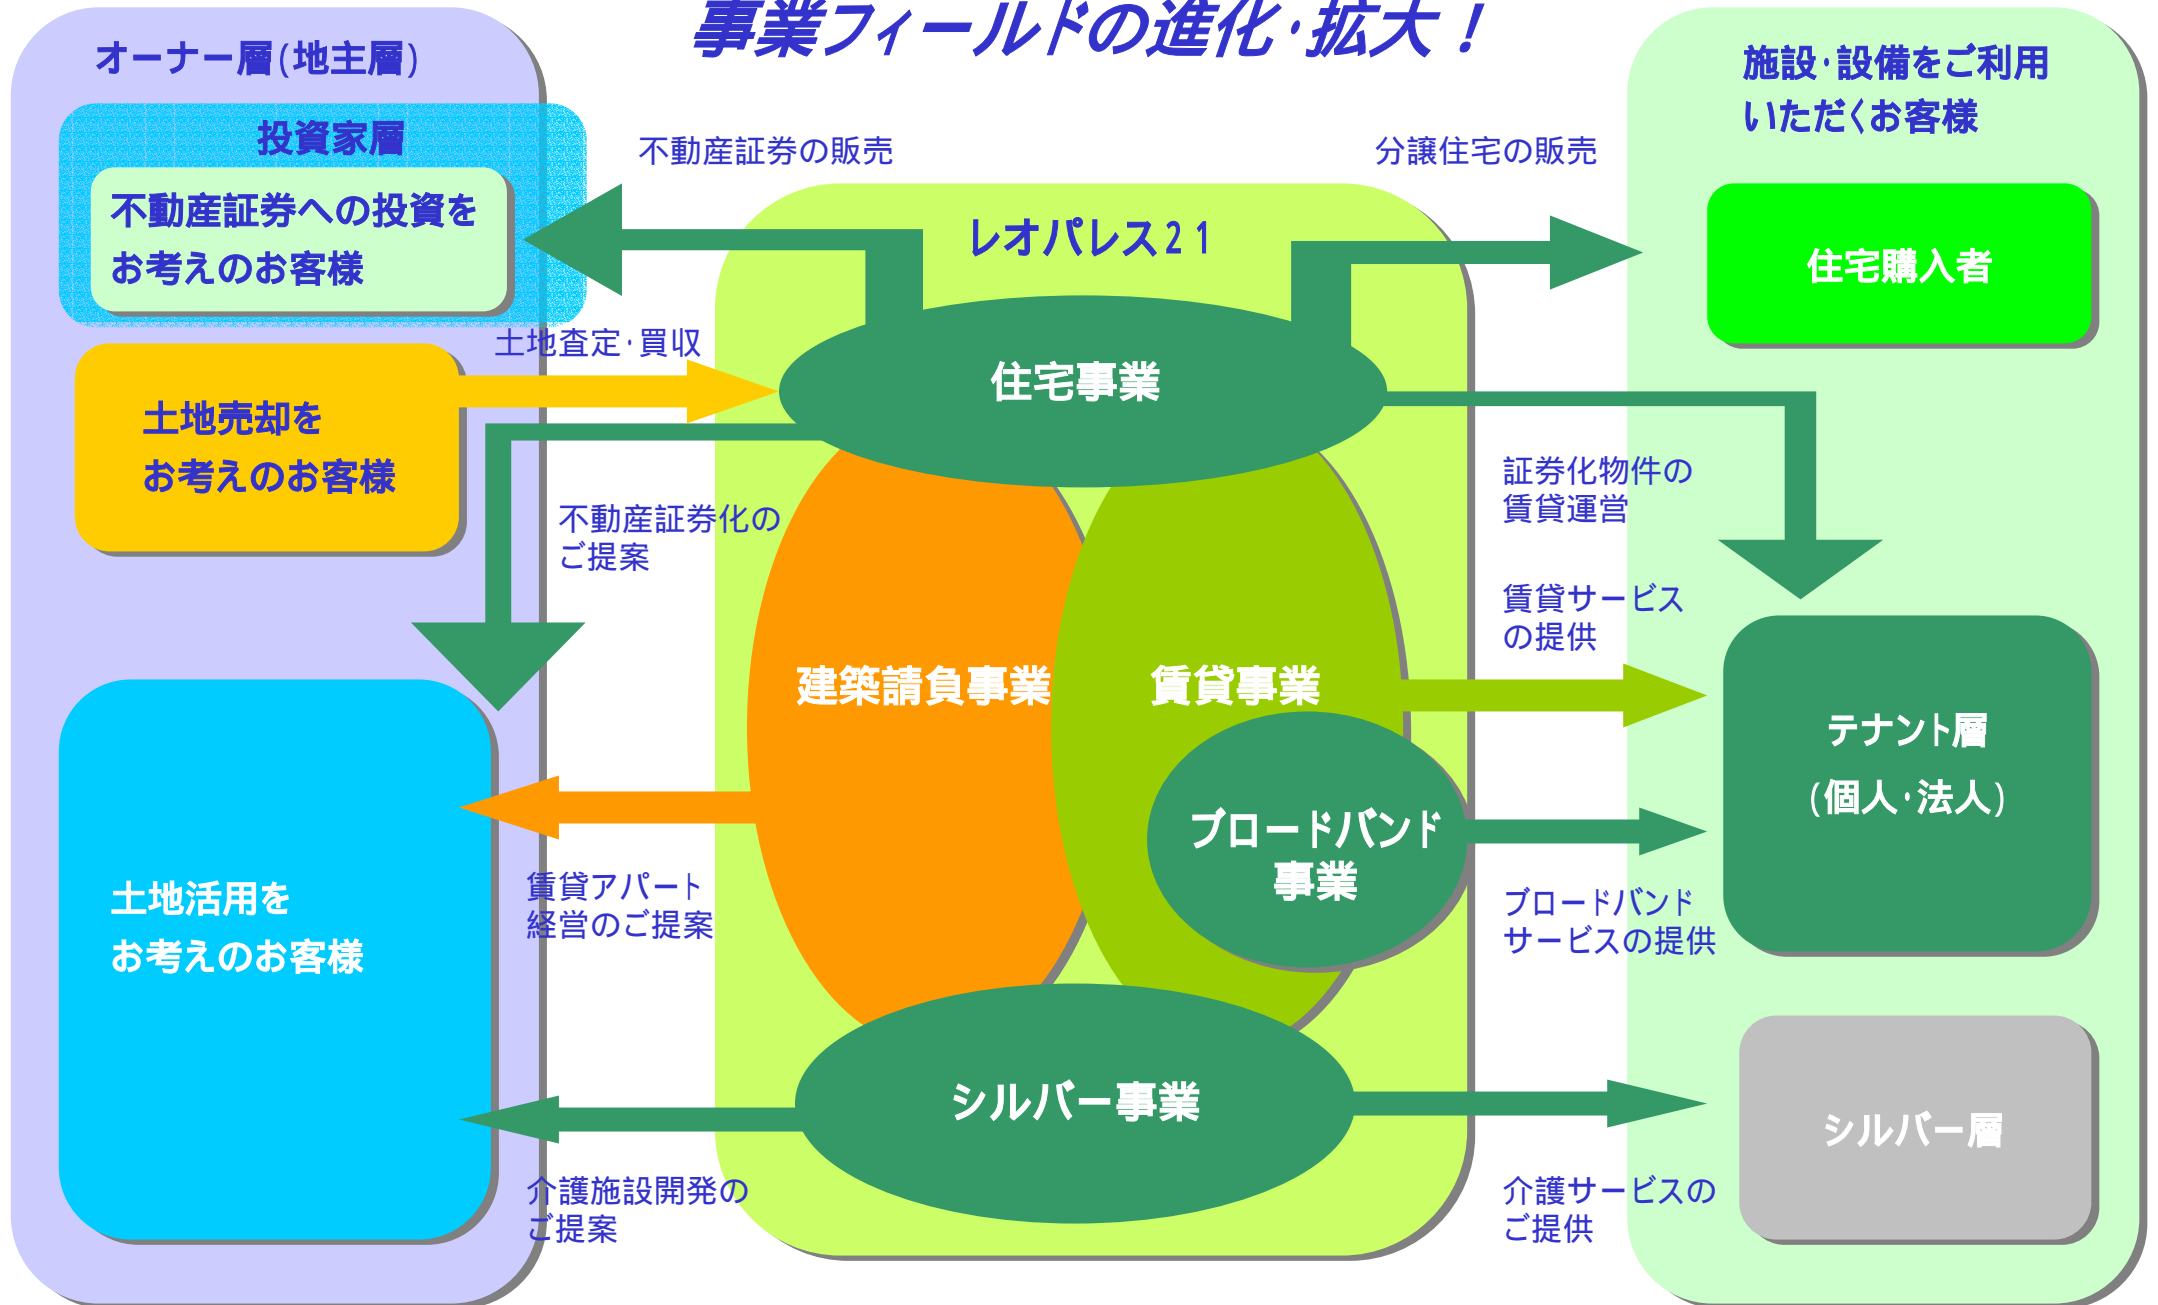 事業フィールドの進化・拡大！
オーナー層(地主層)
投資家層
不動産証券への投資を
お考えのお客様
土地売却を
お考えのお客様
土地活用を
お考えのお客様
不動産証券の販売
土地査定・買収
不動産証券化の
ご提案
賃貸アパート
経営のご提案
介護施設開発の
ご提案
レオパレス21
住宅事業
建築請負事業
賃貸事業
ブロードバンド
事業
シルバー事業
分譲住宅の販売
証券化物件の
賃貸運営
賃貸サービス
の提供
ブロードバンド
サービスの提供
介護サービスの
ご提供
施設・設備をご利用
いただくお客様
住宅購入者
テナント層
(個人・法人)
シルバー層